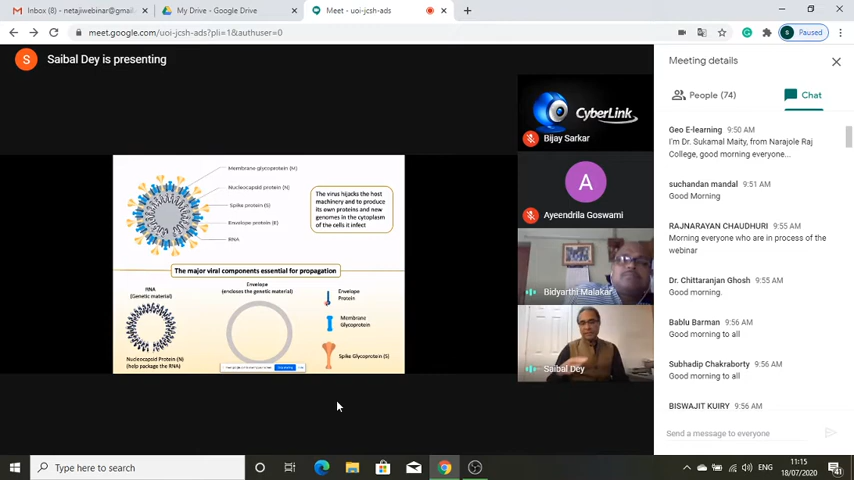 Inbox (8) - netajiwebinar@gmai
My Drive - Google Drive
Meet - uoi-jcsh-ads
meet.google.com/uoi-jcsh-ads?pli=1&authuser=0
S
Paused
S
Saibal Dey is presenting
Membrane glycoprotein (M)
Nucleocapsid protein (N)
Spike protein (S)
Envelope protein (E)
RNA
The virus hijacks the host
machinery and to produce
its own proteins and new
genomes in the cytoplasm
of the cells it infect
The major viral components essential for propagation
RNA
(Genetic material)
Envelope
(encloses the genetic material)
Envelope
Protein
Membrane
Glycoprotein
Spike Glycoprotein (S)
Nucleocapsid Protein (N)
(help package the RNA)
CyberLink
Bijay Sarkar
A
Ayeendrila Goswami
Bidyarthi Malakar
Saibal Dey
Meeting details
People (74)
Chat
Geo E-learning 9:50 AM
I'm Dr. Sukamal Maity, from Narajole Raj
College, good morning everyone...
suchandan mandal 9:51 AM
Good Morning
RAJNARAYAN CHAUDHURI 9:55 AM
Morning everyone who are in process of the
webinar
Dr. Chittaranjan Ghosh 9:55 AM
Good morning.
Bablu Barman 9:56 AM
Good morning to all
Subhadip Chakraborty 9:56 AM
Good morning to all
BISWAJIT KUIRY 9:56 AM
Send a message to everyone
Type here to search
ENG
11:15
18/07/2020
41